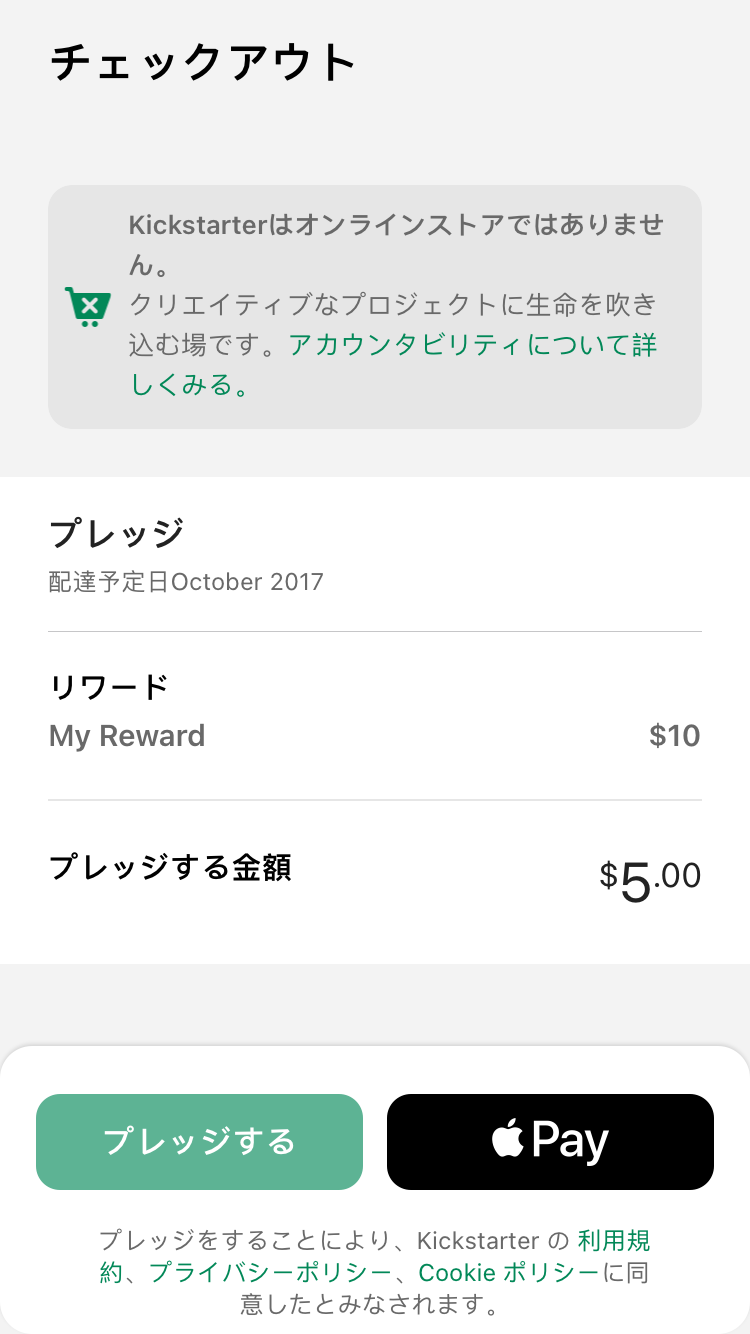 チェックアウト
Kickstarterはオンラインストアではありませ
ん。
クリエイティブなプロジェクトに生命を吹き
込む場です。アカウンタビリティについて詳
しくみる。
プレッジ
配達予定日October 2017
リワード
My Reward $10
プレッジする金額 $5.00
プレッジする Pay
プレッジをすることにより、Kickstarter の 利用規
約、プライバシーポリシー、Cookie ポリシーに同
意したとみなされます。